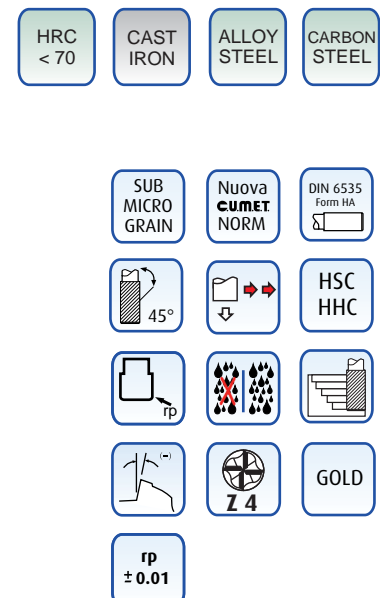 HRC
< 70
CAST
IRON
ALLOY
STEEL
CARBON
STEEL
SUB
MICRO
GRAIN
Nuova
C.U.M.E.T.
NORM
DIN 6535
Form HA
45°
HSC
HHC
rp
(-)
Z 4
GOLD
rp
± 0.01